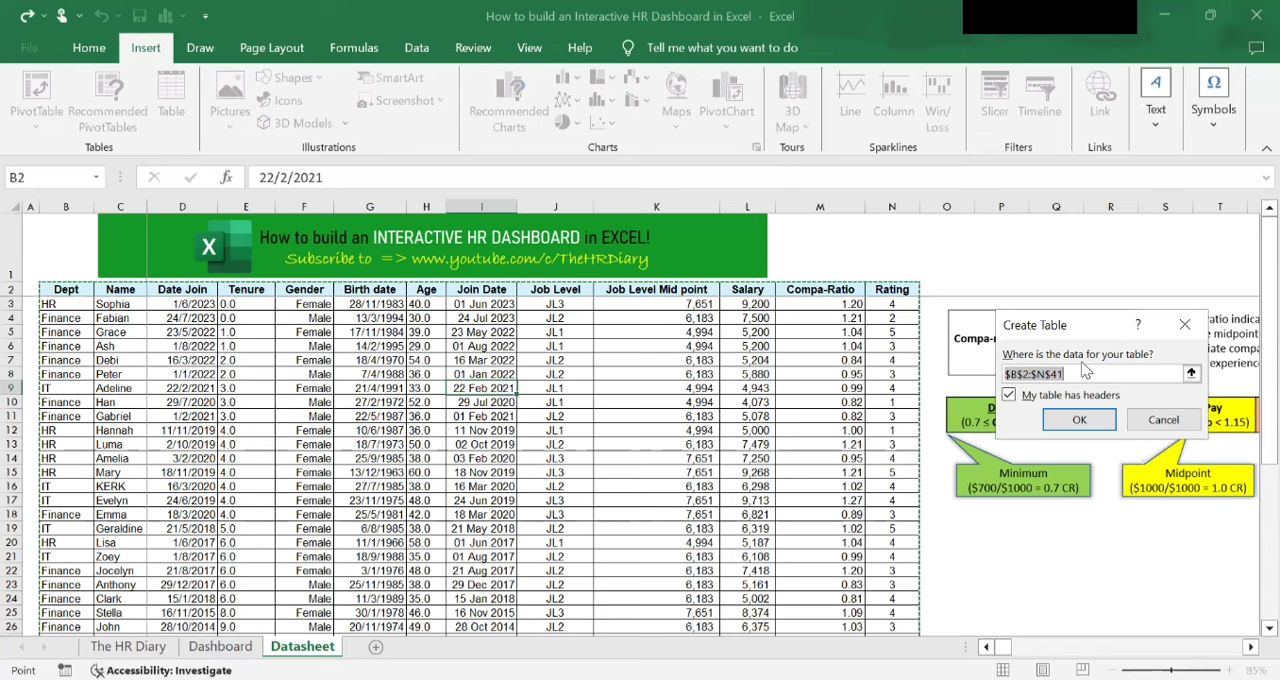 How to build an Interactive HR Dashboard in Excel - Excel
File Home Insert Draw Page Layout Formulas Data Review View Help Tell me what you want to do
PivotTable Recommended PivotTables Table Pictures Shapes Icons 3D Models SmartArt Screenshot Recommended Charts Maps PivotChart 3D Map Line Column Win/Loss Slicer Timeline Link Text Symbols
Tables Illustrations Charts Tours Sparklines Filters Links
B2 fx 22/2/2021
A B C D E F G H I J K L M N O P Q R S T
1 How to build an INTERACTIVE HR DASHBOARD in EXCEL!
Subscribe to => www.youtube.com/c/TheHRDiary
2 Dept Name Date Join Tenure Gender Birth date Age Join Date Job Level Job Level Mid point Salary Compa-Ratio Rating
3 HR Sophia 1/6/2023 0.0 Female 28/11/1983 40.0 01 Jun 2023 JL3 7,651 9,200 1.20 4
4 Finance Fabian 24/7/2023 0.0 Male 13/3/1994 30.0 24 Jul 2023 JL2 6,183 7,500 1.21 2
5 Finance Grace 23/5/2022 1.0 Female 17/11/1984 39.0 23 May 2022 JL1 4,994 5,200 1.04 5
6 Finance Ash 1/8/2022 1.0 Male 14/2/1995 29.0 01 Aug 2022 JL1 4,994 5,200 1.04 3
7 Finance Debi 16/3/2022 2.0 Female 18/4/1970 54.0 16 Mar 2022 JL2 6,183 5,204 0.84 4
8 Finance Peter 1/1/2022 2.0 Male 7/4/1988 36.0 01 Jan 2022 JL2 6,183 5,900 0.95 3
9 IT Adeline 22/2/2021 3.0 Female 21/4/1991 33.0 22 Feb 2021 JL1 4,994 4,943 0.99 4
10 Finance Han 29/7/2020 3.0 Male 27/2/1972 52.0 29 Jul 2020 JL1 4,994 4,073 0.82 1
11 Finance Gabriel 1/2/2021 3.0 Male 22/5/1987 36.0 01 Feb 2021 JL2 6,183 5,078 0.82 3
12 HR Hannah 11/11/2019 4.0 Female 10/6/1987 36.0 11 Nov 2019 JL1 4,994 5,000 1.00 1
13 HR Luma 2/10/2019 4.0 Female 18/7/1973 50.0 02 Oct 2019 JL2 6,183 7,479 1.21 3
14 HR Amelia 3/2/2020 4.0 Female 25/9/1985 38.0 03 Feb 2020 JL3 7,651 7,250 0.95 4
15 HR Mary 18/11/2019 4.0 Female 13/12/1963 60.0 18 Nov 2019 JL3 7,651 9,268 1.21 5
16 IT KERK 16/3/2020 4.0 Male 27/7/1985 38.0 16 Mar 2020 JL2 6,183 6,298 1.02 4
17 IT Evelyn 24/6/2019 4.0 Female 23/11/1975 48.0 24 Jun 2019 JL3 7,651 9,713 1.27 4
18 Finance Emma 18/3/2020 4.0 Female 25/5/1981 42.0 18 Mar 2020 JL3 7,651 6,821 0.89 3
19 IT Geraldine 21/5/2018 5.0 Female 6/8/1985 38.0 21 May 2018 JL2 6,183 6,319 1.02 5
20 HR Lisa 1/6/2017 6.0 Female 11/1/1966 58.0 01 Jun 2017 JL1 4,994 5,187 1.04 4
21 IT Zoey 1/8/2017 6.0 Female 18/9/1988 35.0 01 Aug 2017 JL2 6,183 6,108 0.99 4
22 Finance Jocelyn 21/8/2017 6.0 Female 3/1/1976 48.0 21 Aug 2017 JL2 6,183 7,418 1.20 3
23 Finance Anthony 29/12/2017 6.0 Male 25/11/1985 38.0 29 Dec 2017 JL2 6,183 5,161 0.83 3
24 Finance Clark 15/1/2018 6.0 Male 11/3/1989 35.0 15 Jan 2018 JL2 6,183 5,002 0.81 4
25 Finance Stella 16/11/2015 8.0 Female 30/1/1978 46.0 16 Nov 2015 JL3 7,651 8,374 1.09 4
26 Finance John 28/10/2014 9.0 Male 20/11/1974 49.0 28 Oct 2014 JL2 6,183 6,375 1.03 3
Create Table ?
Where is the data for your table?
$B$2:$N$41
My table has headers
OK Cancel
Minimum
($700/$1000 = 0.7 CR)
Midpoint
($1000/$1000 = 1.0 CR)
The HR Diary Dashboard Datasheet
Point Accessibility: Investigate 85%